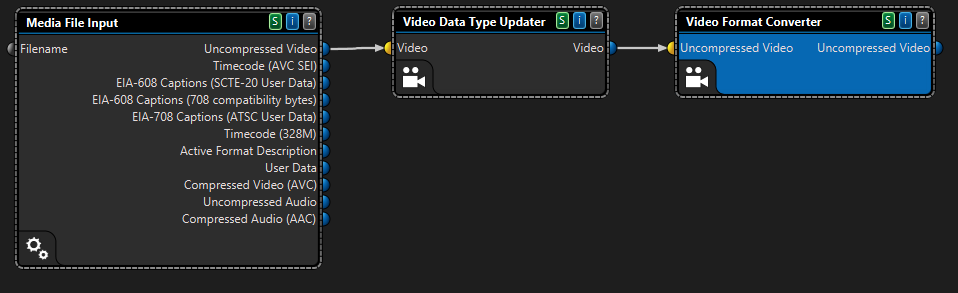 Media File Input S i ?
Filename Uncompressed Video
Timecode (AVC SEI)
EIA-608 Captions (SCTE-20 User Data)
EIA-608 Captions (708 compatibility bytes)
EIA-708 Captions (ATSC User Data)
Timecode (328M)
Active Format Description
User Data
Compressed Video (AVC)
Uncompressed Audio
Compressed Audio (AAC)
Video Data Type Updater S i ?
Video Video
Video Format Converter S i ?
Uncompressed Video Uncompressed Video